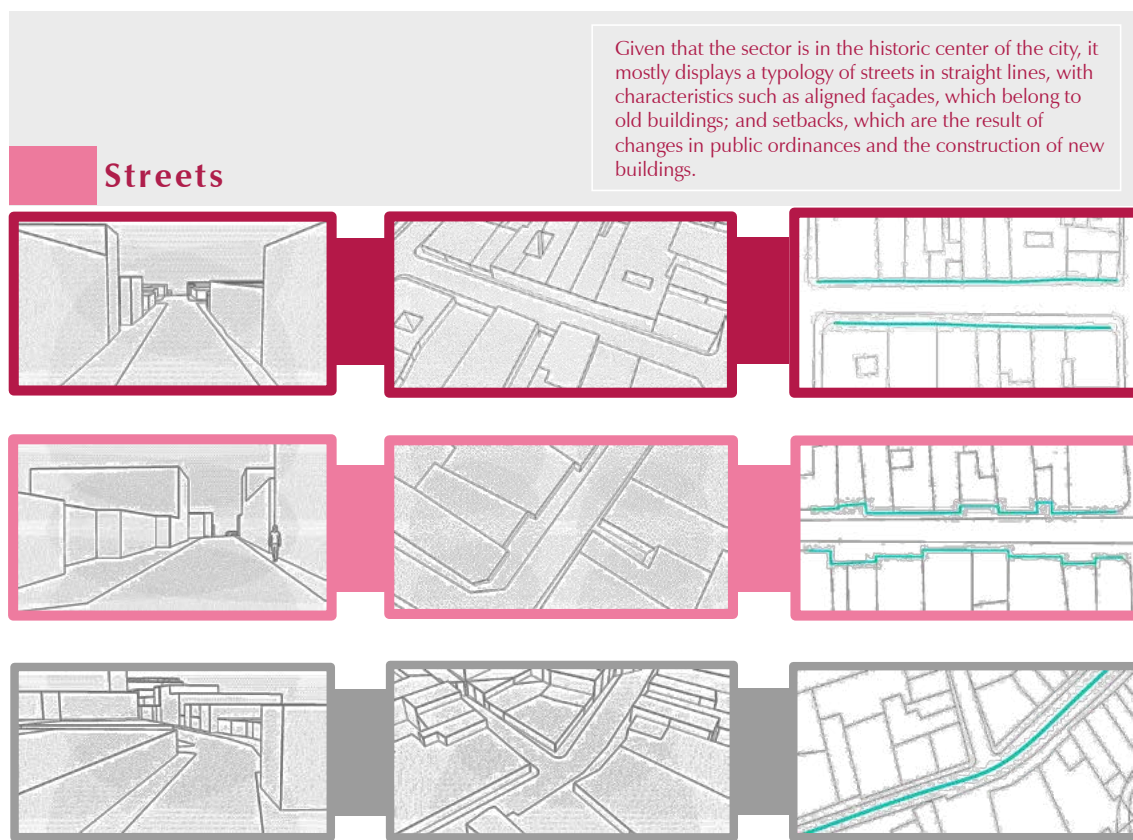 Given that the sector is in the historic center of the city, it
mostly displays a typology of streets in straight lines, with
characteristics such as aligned façades, which belong to
old buildings; and setbacks, which are the result of
changes in public ordinances and the construction of new
buildings.
Streets